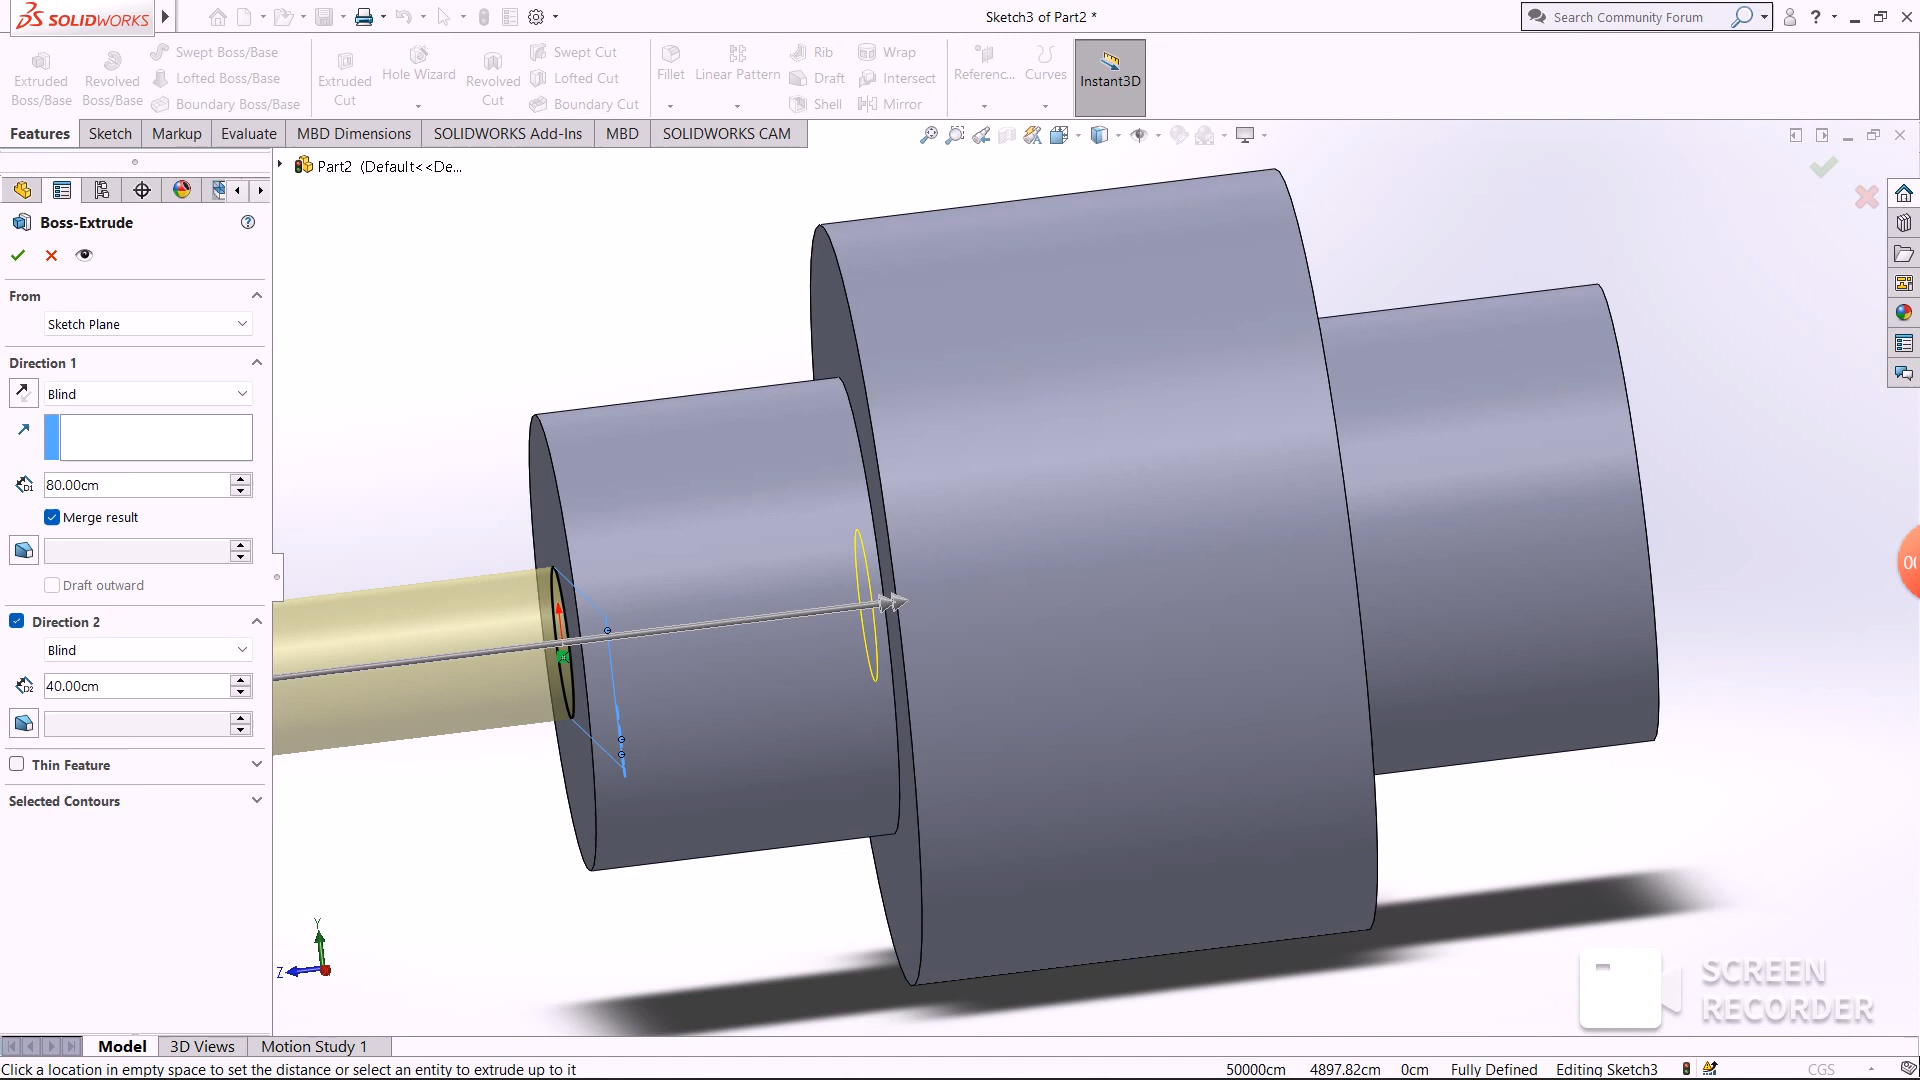 SOLIDWORKS
Sketch3 of Part2 *
Search Community Forum
Extruded Boss/Base
Revolved Boss/Base
Swept Boss/Base
Lofted Boss/Base
Boundary Boss/Base
Extruded Cut
Hole Wizard
Revolved Cut
Swept Cut
Lofted Cut
Boundary Cut
Fillet
Linear Pattern
Rib
Draft
Shell
Wrap
Intersect
Mirror
Referenc...
Curves
Instant3D
Features
Sketch
Markup
Evaluate
MBD Dimensions
SOLIDWORKS Add-Ins
MBD
SOLIDWORKS CAM
Part2 (Default<<De...
Boss-Extrude
From
Sketch Plane
Direction 1
Blind
D1
80.00cm
Merge result
Draft outward
Direction 2
Blind
D2
40.00cm
Thin Feature
Selected Contours
Y
Z
00
SCREEN
RECORDER
Model
3D Views
Motion Study 1
Click a location in empty space to set the distance or select an entity to extrude up to it
50000cm
4897.82cm
0cm
Fully Defined
Editing Sketch3
CGS